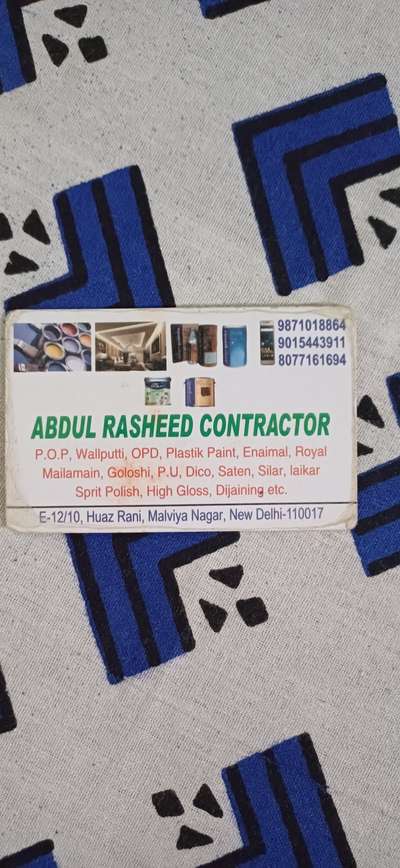 9871018864
9015443911
8077161694
ABDUL RASHEED CONTRACTOR
P.O.P, Wallputti, OPD, Plastik Paint, Enaimal, Royal
Mailamain, Goloshi, P.U, Dico, Saten, Silar, laikar
Sprit Polish, High Gloss, Dijaining etc.
E-12/10, Huaz Rani, Malviya Nagar, New Delhi-110017